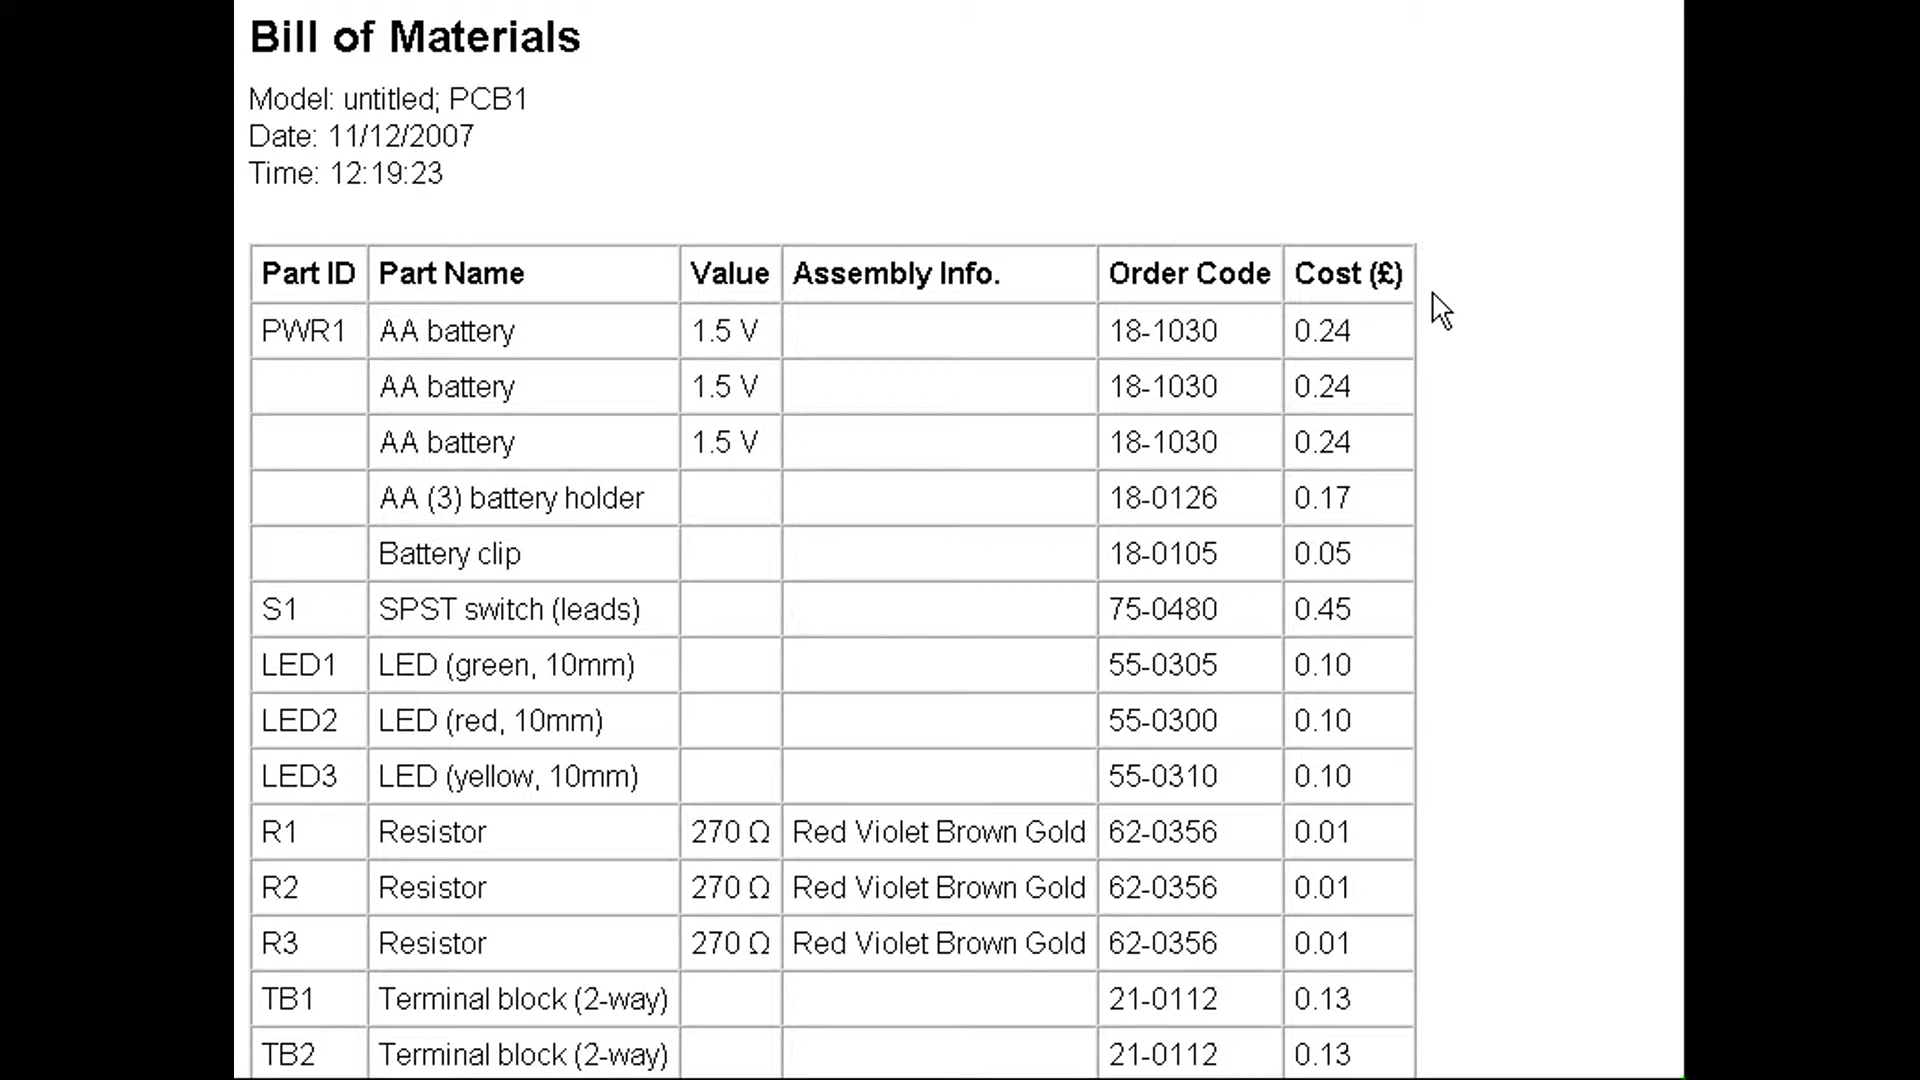 Bill of Materials
Model: untitled; PCB1
Date: 11/12/2007
Time: 12:19:23
Part ID Part Name Value Assembly Info. Order Code Cost (£)
PWR1 AA battery 1.5 V 18-1030 0.24
AA battery 1.5 V 18-1030 0.24
AA battery 1.5 V 18-1030 0.24
AA (3) battery holder 18-0126 0.17
Battery clip 18-0105 0.05
S1 SPST switch (leads) 75-0480 0.45
LED1 LED (green, 10mm) 55-0305 0.10
LED2 LED (red, 10mm) 55-0300 0.10
LED3 LED (yellow, 10mm) 55-0310 0.10
R1 Resistor 270 Ω Red Violet Brown Gold 62-0356 0.01
R2 Resistor 270 Ω Red Violet Brown Gold 62-0356 0.01
R3 Resistor 270 Ω Red Violet Brown Gold 62-0356 0.01
TB1 Terminal block (2-way) 21-0112 0.13
TB2 Terminal block (2-way) 21-0112 0.13